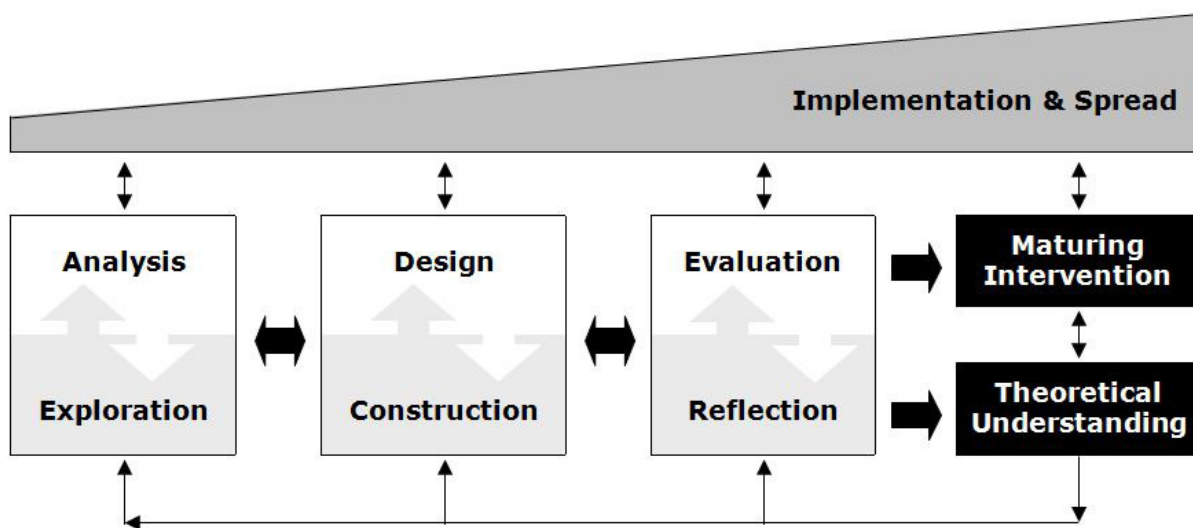 Implementation & Spread
Analysis
Exploration
Design
Construction
Evaluation
Reflection
Maturing
Intervention
Theoretical
Understanding